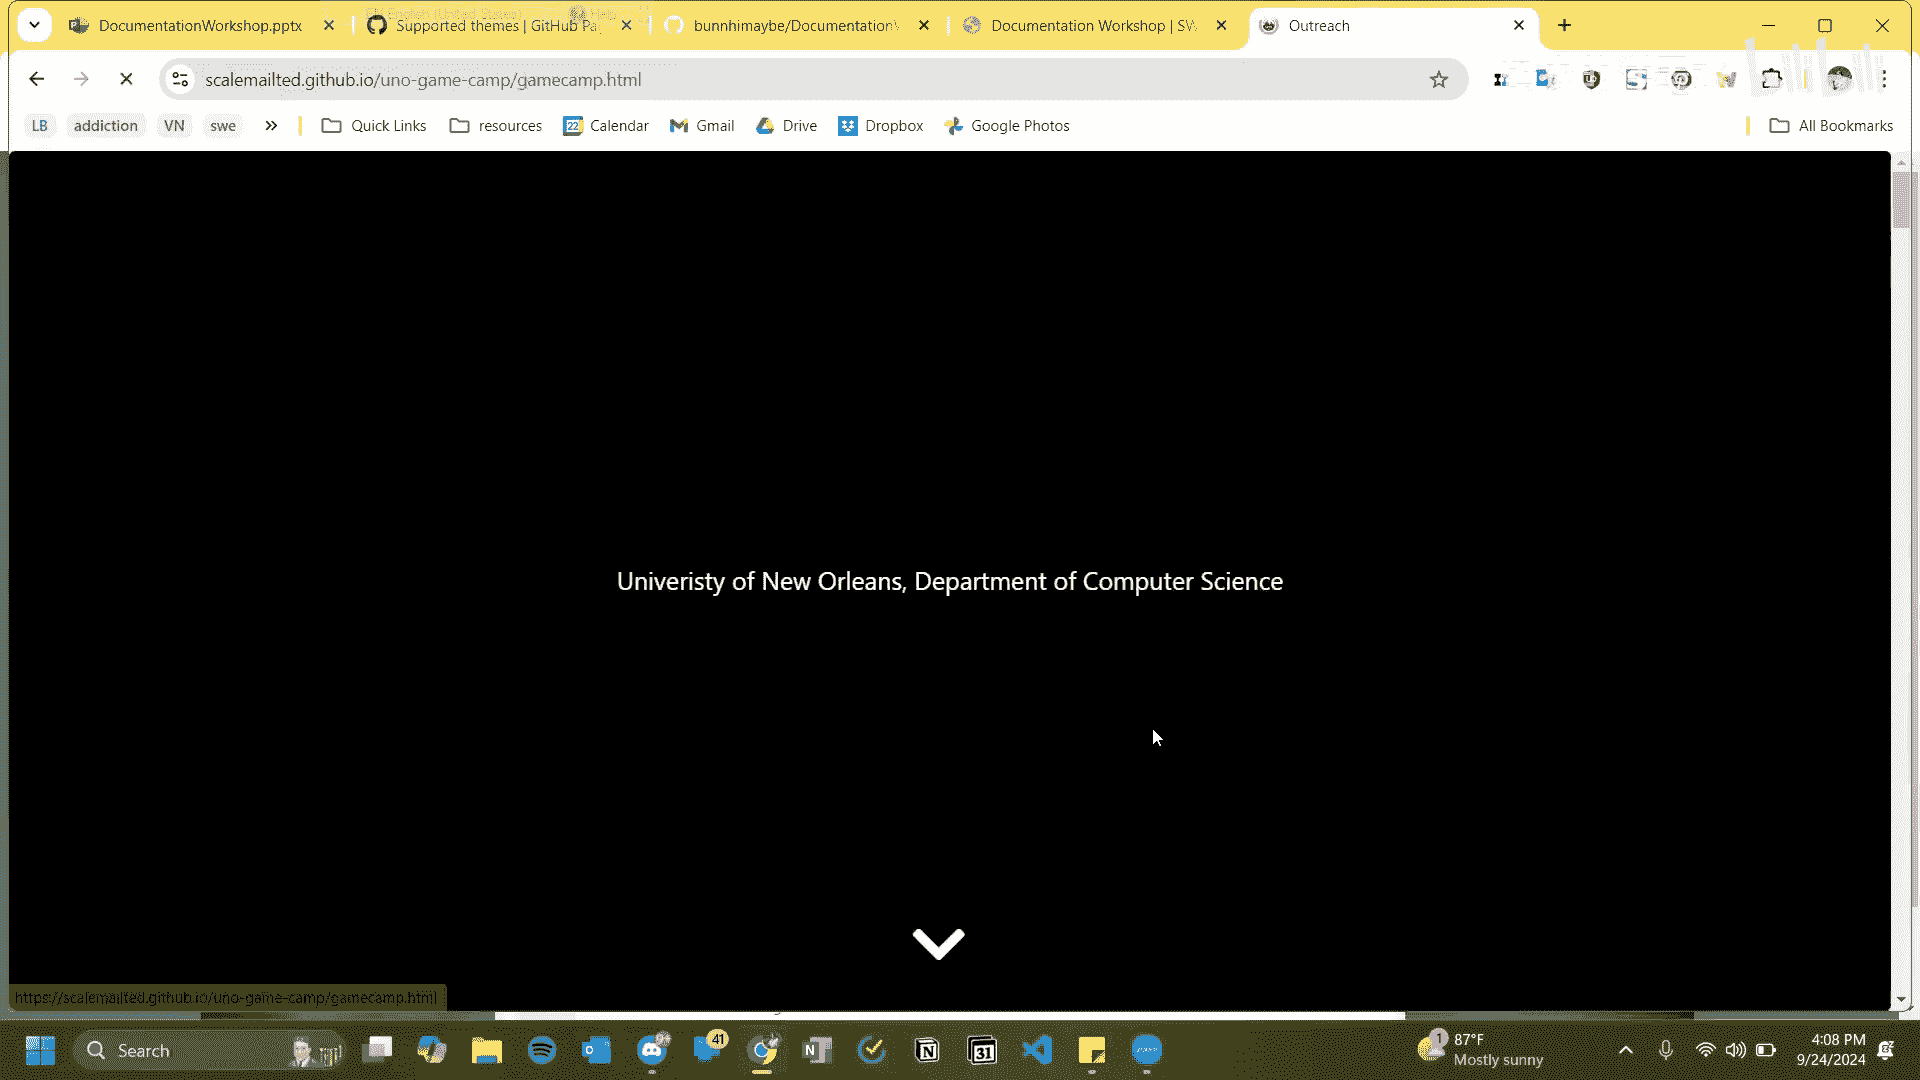 DocumentationWorkshop.pptx
Supported themes | GitHub Pa
bunnhimaybe/Documentation
Documentation Workshop | SW
Outreach
scalemailted.github.io/uno-game-camp/gamecamp.html
LB addiction VN swe Quick Links resources 22 Calendar Gmail Drive Dropbox Google Photos All Bookmarks
Univeristy of New Orleans, Department of Computer Science
https://scalemailted.github.io/uno-game-camp/gamecamp.html
Search
41
31
1
87°F
Mostly sunny
4:08 PM
9/24/2024